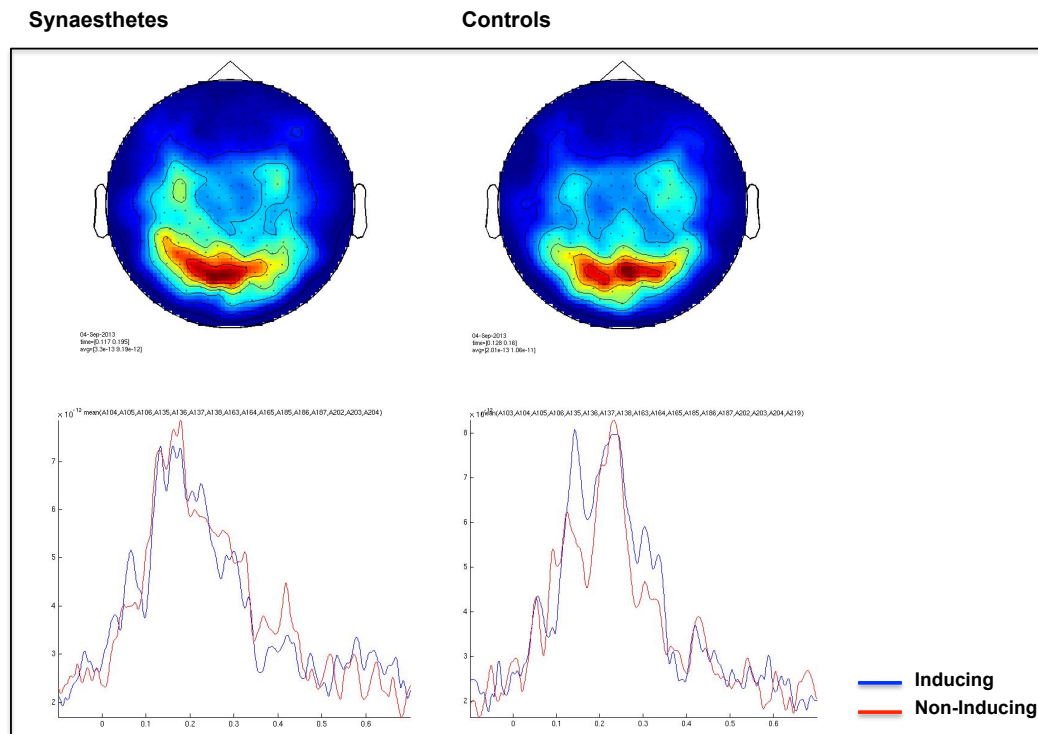 Synaesthetes
Controls
04-Sep-2013
time=[0.117 0.195]
avg=[3.3e-13 9.19e-12]
04-Sep-2013
time=[0.128 0.16]
avg=[2.01e-13 1.06e-11]
× 10⁻¹² mean(A104,A105,A106,A135,A136,A137,A138,A163,A164,A165,A185,A186,A187,A202,A203,A204)
7
6
5
4
3
2
0 0.1 0.2 0.3 0.4 0.5 0.6
(A103,A104,A105,A106,A135,A136,A137,A138,A163,A164,A165,A185,A186,A187,A202,A203,A204,A219)
8
7
6
5
4
3
2
0 0.1 0.2 0.3 0.4 0.5 0.6
Inducing
Non-Inducing